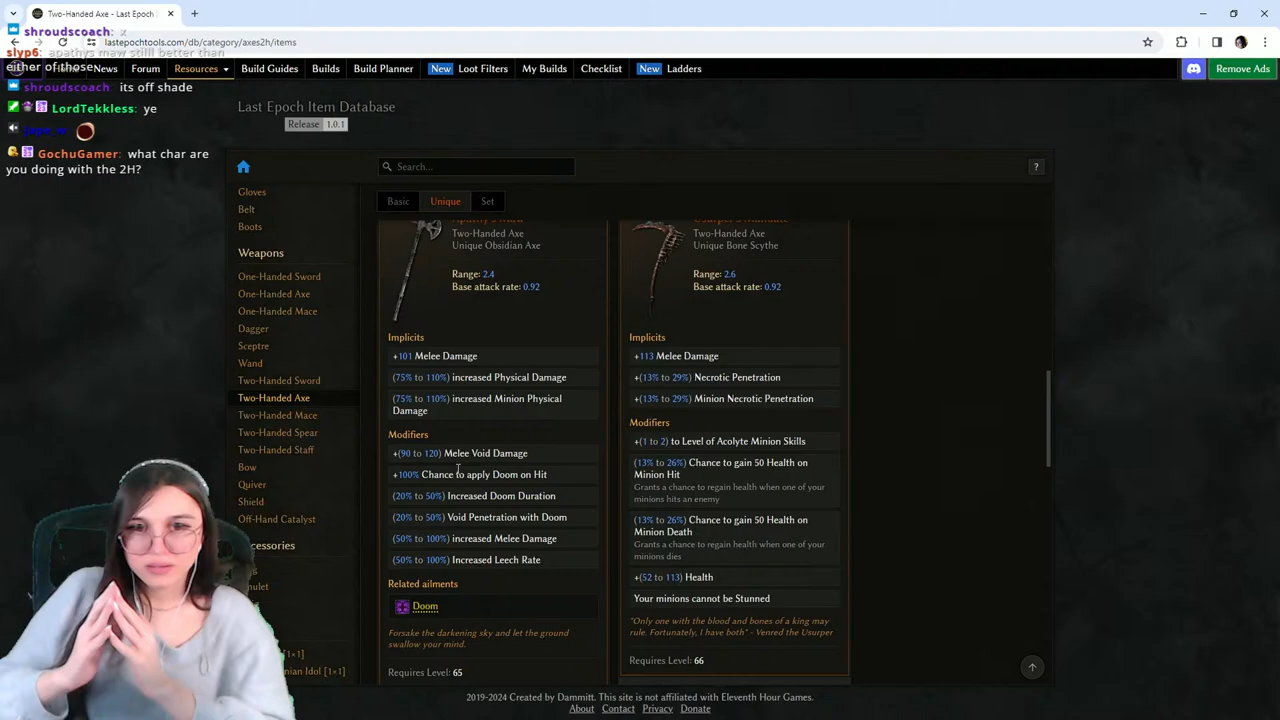 Two-Handed Axe - Last Epoch Item
shroudscoach: x
lastepochtools.com/db/category/axes2h/items
slyp6: apathys maw stilll better than
either of those
News
Forum
Resources
Build Guides
Builds
Build Planner
New Loot Filters
My Builds
Checklist
New Ladders
Remove Ads
shroudscoach: its off shade
LordTekkless: ye
GochuGamer: what char are
you doing with the 2H?
Last Epoch Item Database
Release 1.0.1
Search...
?
Basic
Unique
Set
Gloves
Belt
Boots
Weapons
One-Handed Sword
One-Handed Axe
One-Handed Mace
Dagger
Sceptre
Wand
Two-Handed Sword
Two-Handed Axe
Two-Handed Mace
Two-Handed Spear
Two-Handed Staff
Bow
Quiver
Shield
Off-Hand Catalyst
Two-Handed Axe
Unique Obsidian Axe
Range: 2.4
Base attack rate: 0.92
Implicits
+101 Melee Damage
(75% to 110%) increased Physical Damage
(75% to 110%) increased Minion Physical
Damage
Modifiers
+(90 to 120) Melee Void Damage
+100% Chance to apply Doom on Hit
(20% to 50%) Increased Doom Duration
(20% to 50%) Void Penetration with Doom
(50% to 100%) increased Melee Damage
(50% to 100%) Increased Leech Rate
Related ailments
Doom
Forsake the darkening sky and let the ground
swallow your mind.
Requires Level: 65
Two-Handed Axe
Unique Bone Scythe
Range: 2.6
Base attack rate: 0.92
Implicits
+113 Melee Damage
+(13% to 29%) Necrotic Penetration
+(13% to 29%) Minion Necrotic Penetration
Modifiers
+(1 to 2) to Level of Acolyte Minion Skills
(13% to 26%) Chance to gain 50 Health on
Minion Hit
Grants a chance to regain health when one of your
minions hits an enemy
(13% to 26%) Chance to gain 50 Health on
Minion Death
Grants a chance to regain health when one of your
minions dies
+(52 to 113) Health
Your minions cannot be Stunned
"Only one with the blood and bones of a king may
rule. Fortunately, I have both" - Venred the Usurper
Requires Level: 66
[1×1]
Idol [1×1]
2019-2024 Created by Dammitt. This site is not affiliated with Eleventh Hour Games.
About
Contact
Privacy
Donate